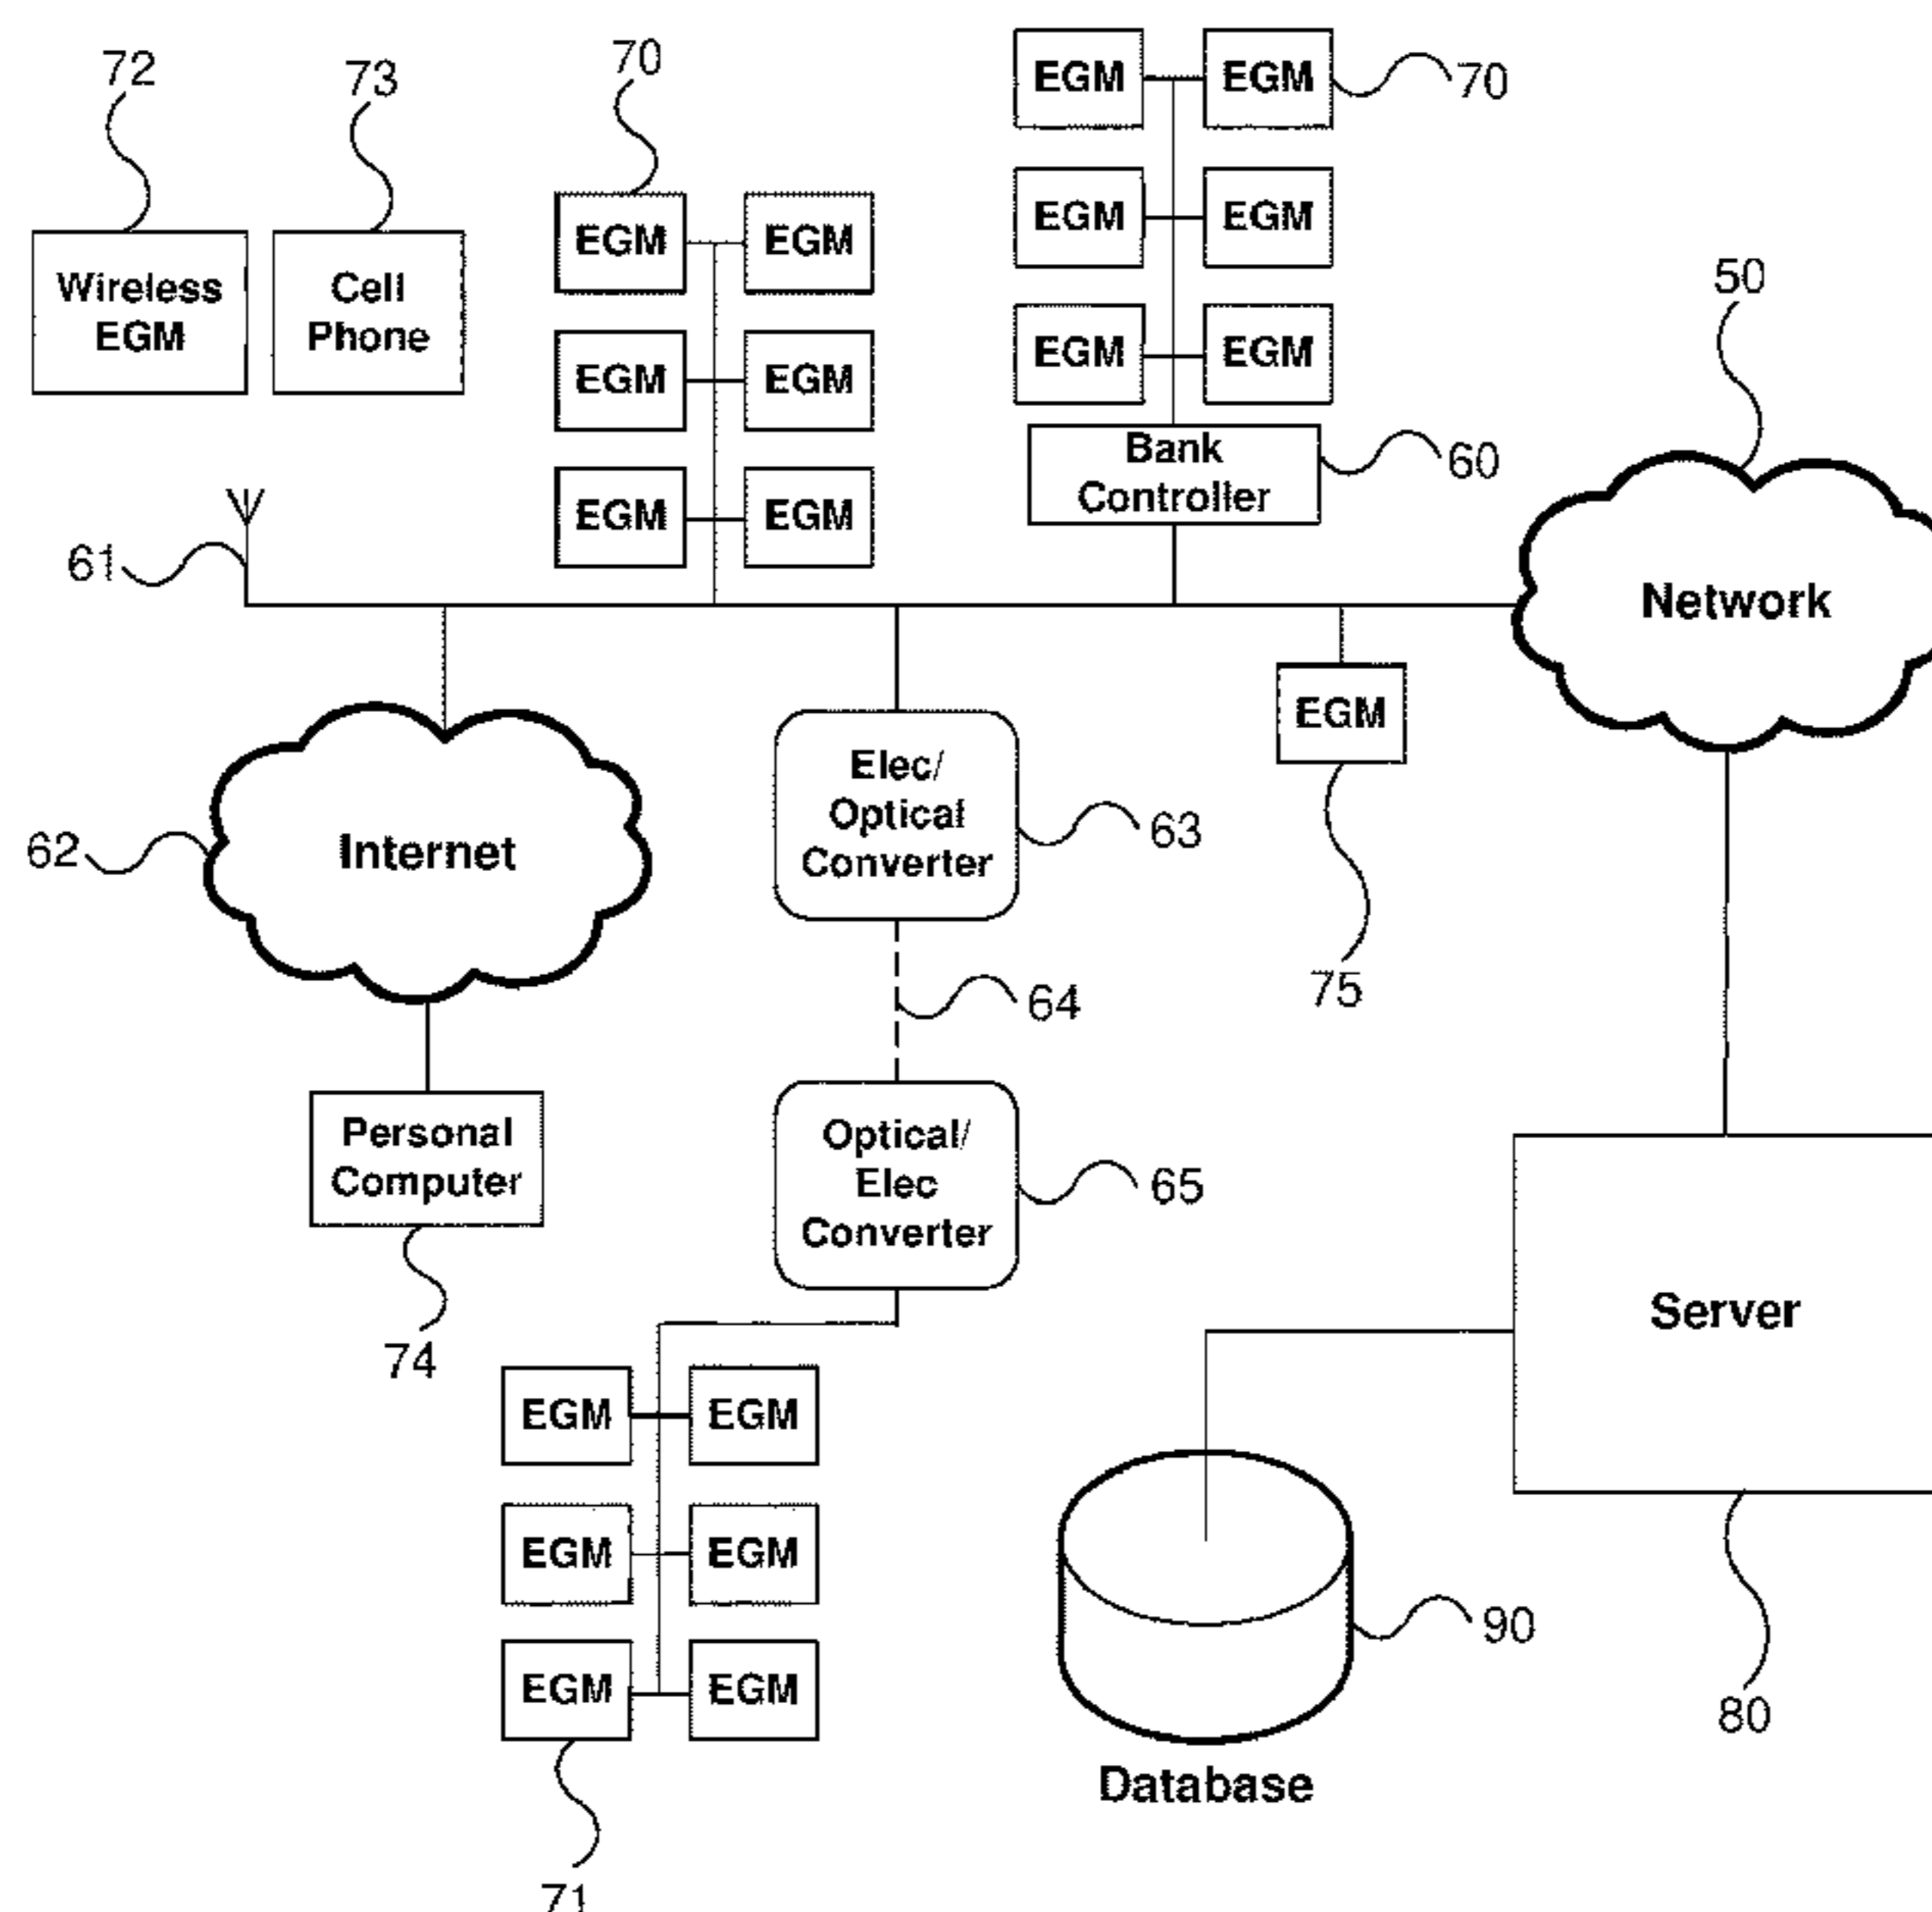 72
73
70
EGM EGM
70
Wireless
EGM
Cell
Phone
EGM EGM
EGM EGM
EGM EGM
EGM EGM
EGM EGM
50
Bank
Controller
60
61
Network
EGM
75
Internet
62
Elec/
Optical
Converter
63
64
Personal
Computer
74
Optical/
Elec
Converter
65
Server
80
EGM EGM
EGM EGM
EGM EGM
71
90
Database